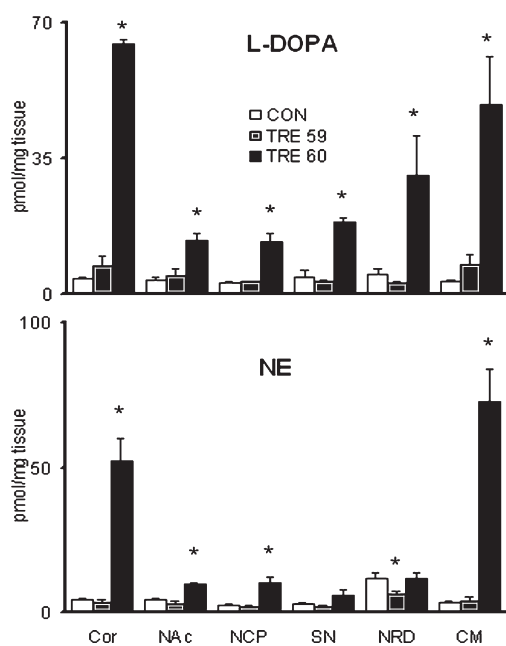 70
L-DOPA
CON
TRE 59
TRE 60
35
pmol/mg tissue
0
* * * * * *
100
NE
50
pmol/mg tissue
0
* * * * *
Cor NAc NCP SN NRD CM